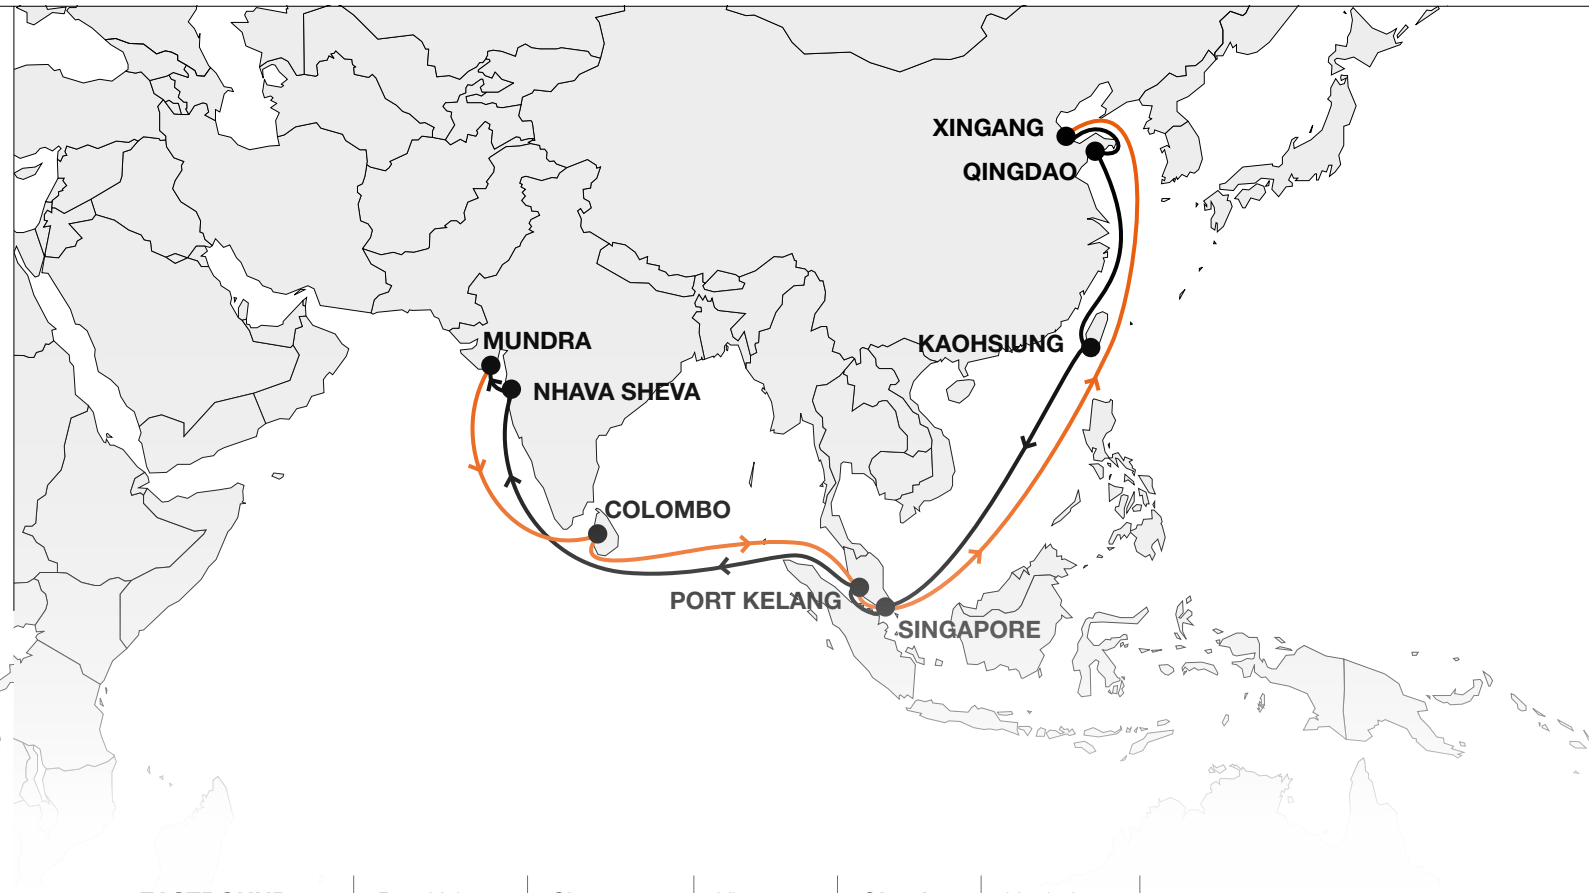 XINGANG
QINGDAO
MUNDRA
KAOHSIUNG
NHAVA SHEVA
COLOMBO
PORT KELANG
SINGAPORE